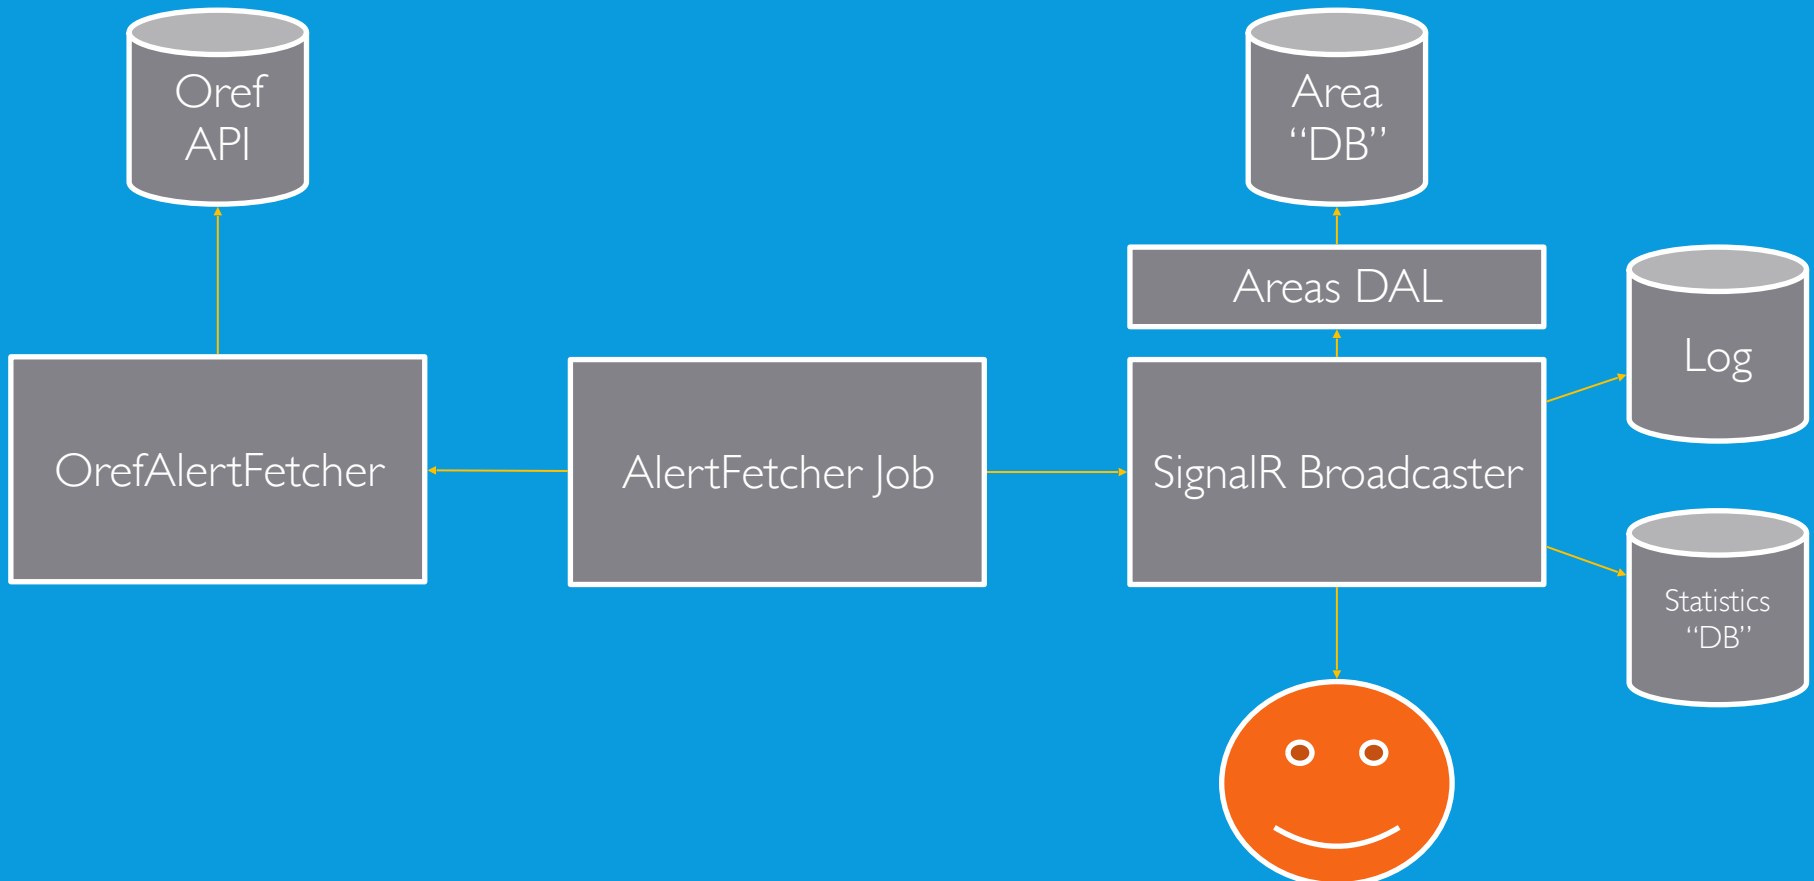 Oref
API
Area
“DB”
Areas DAL
Log
OrefAlertFetcher
AlertFetcher Job
SignalR Broadcaster
Statistics
“DB”